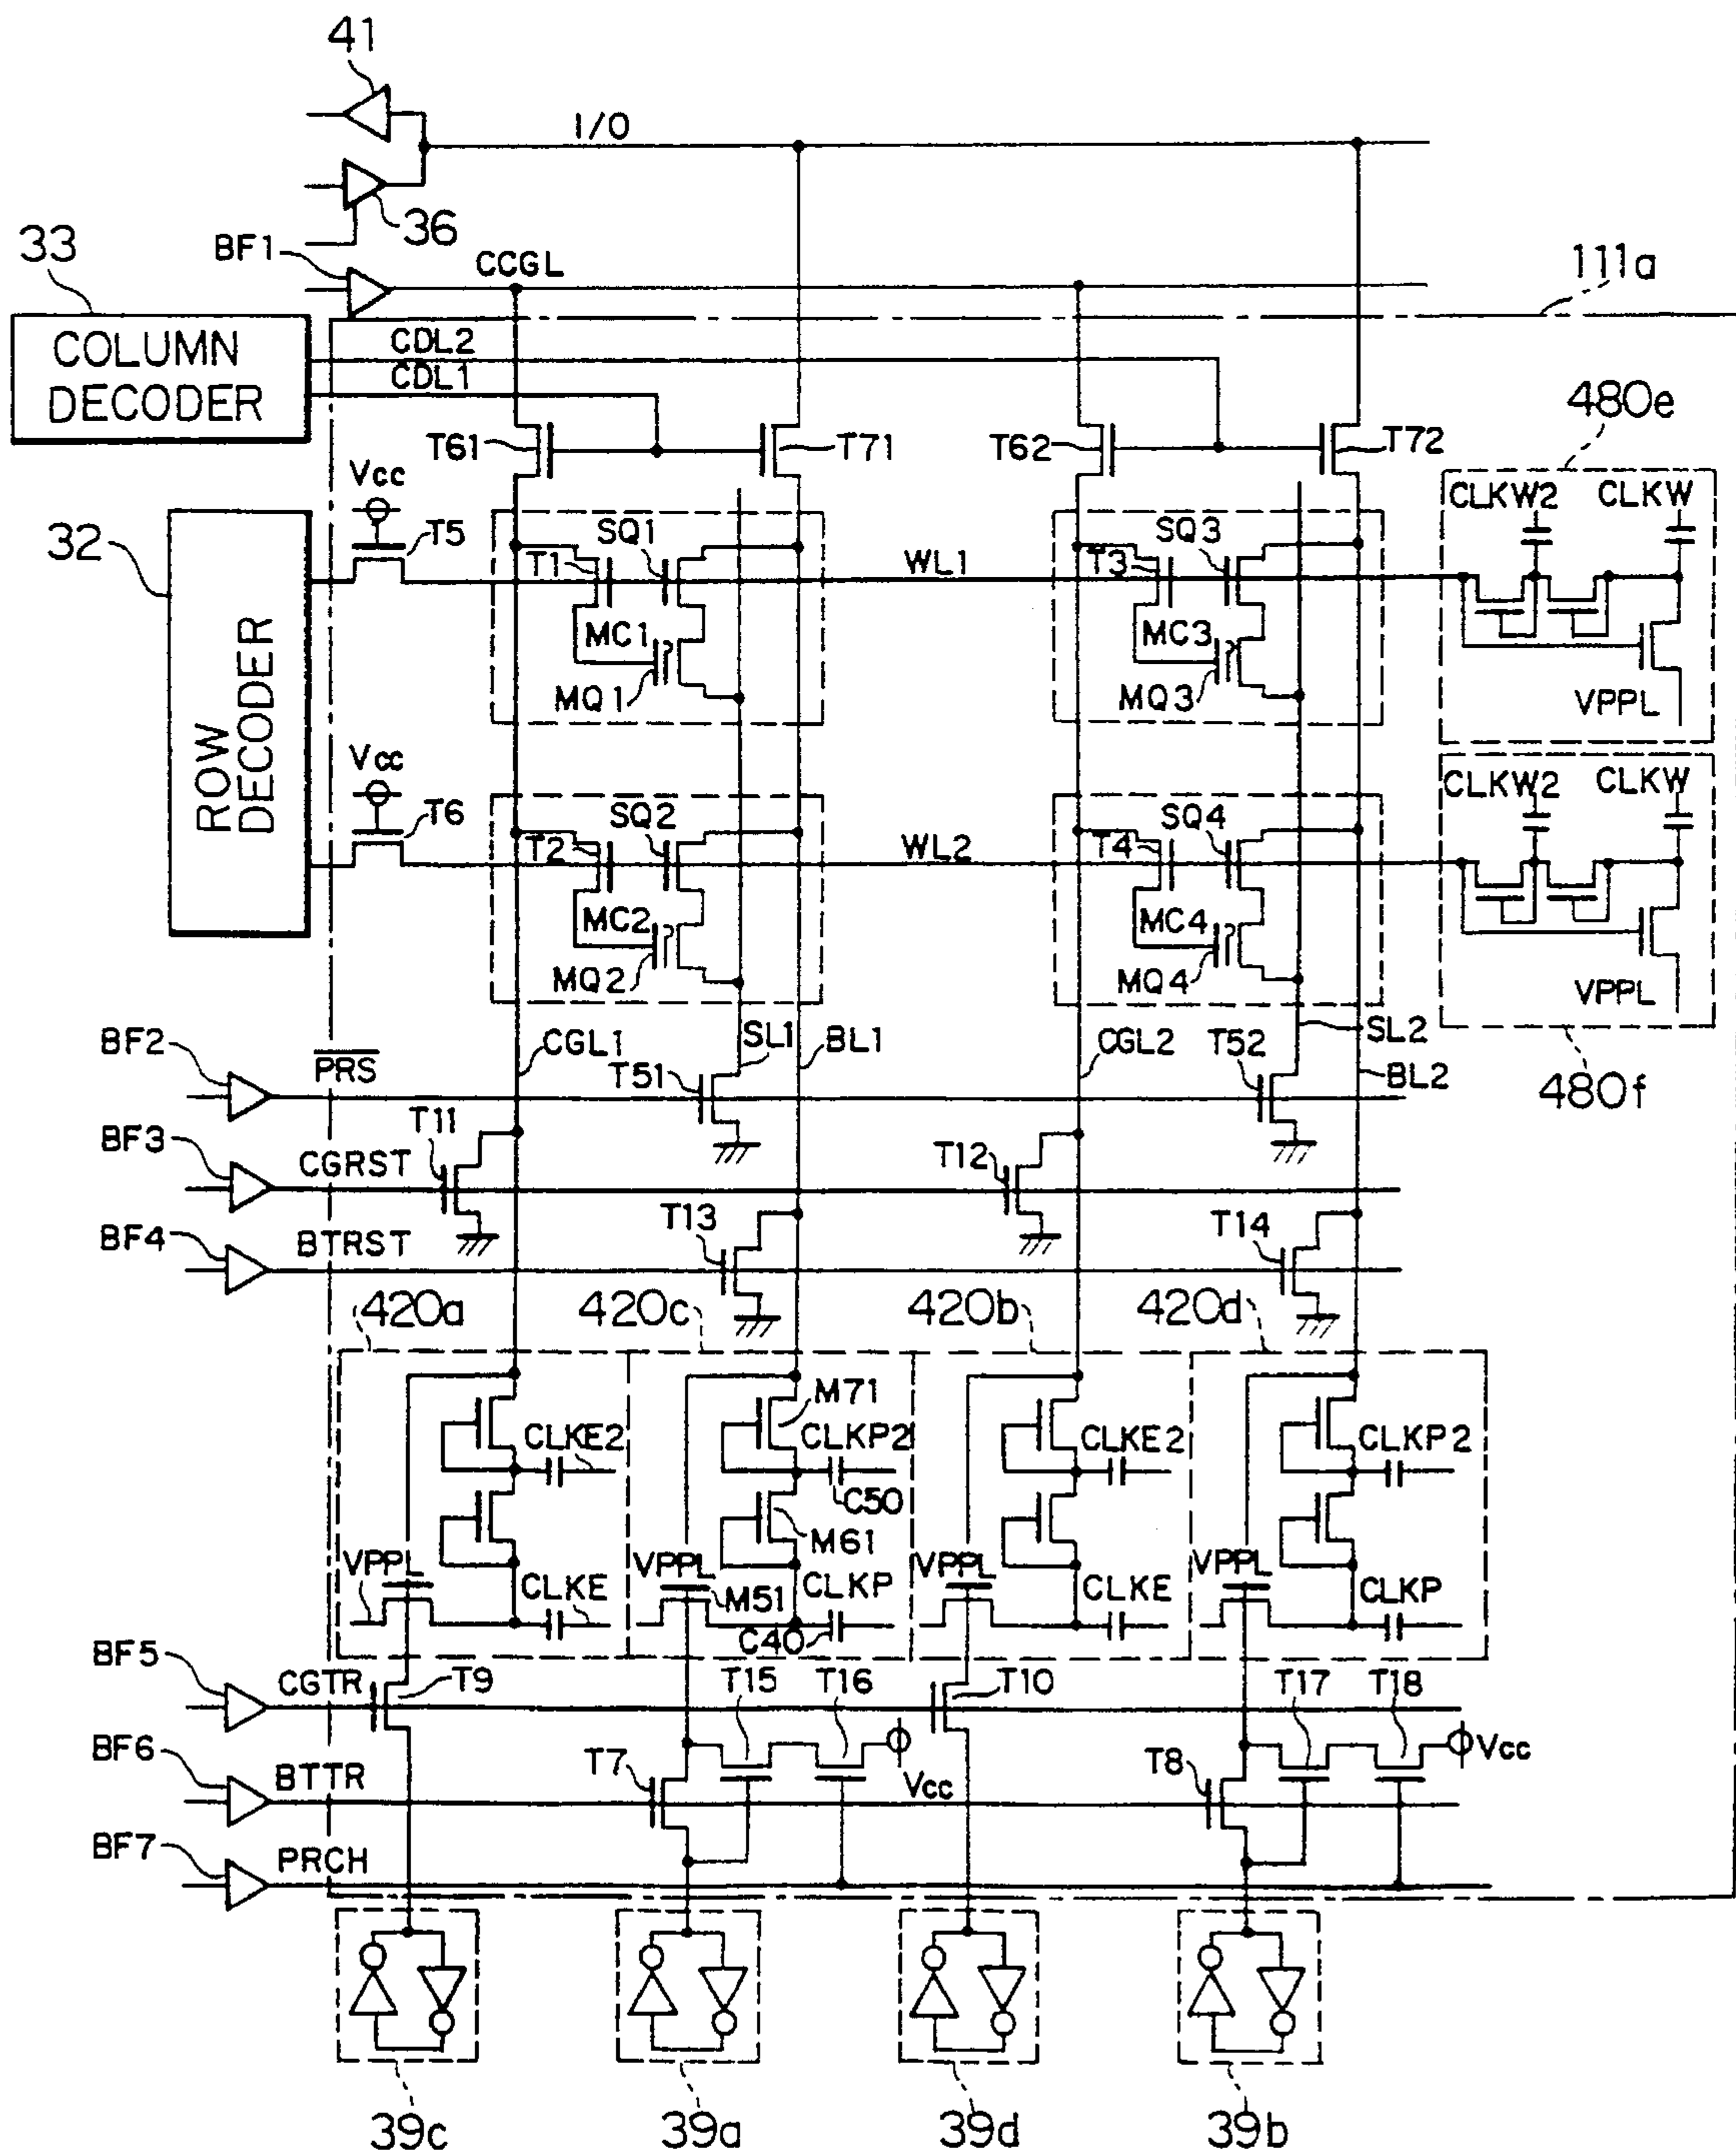 41
I/O
36
33
BF1
CCGL
111a
COLUMN
DECODER
CDL2
CDL1
480e
T61
T71
T62
T72
Vcc
CLKW2
CLKW
32
T5
SQ1
SQ3
T1
WL1
T3
MC1
MC3
MQ1
MQ3
VPPL
ROW
DECODER
Vcc
CLKW2
CLKW
T6
SQ2
SQ4
T2
WL2
T4
MC2
MC4
MQ2
MQ4
VPPL
BF2
PRS
CGL1
SL1
BL1
CGL2
T52
SL2
T51
BL2
480f
BF3
CGRST
T11
T12
BF4
BTRST
T13
T14
420a
420c
420b
420d
M71
CLKE2
CLKP2
CLKE2
CLKP2
C50
M61
VPPL
VPPL
VPPL
VPPL
CLKE
M51
CLKP
CLKE
CLKP
C40
BF5
CGTR
T9
T15
T16
T10
T17
T18
BF6
BTTR
T7
Vcc
T8
Vcc
BF7
PRCH
39c
39a
39d
39b